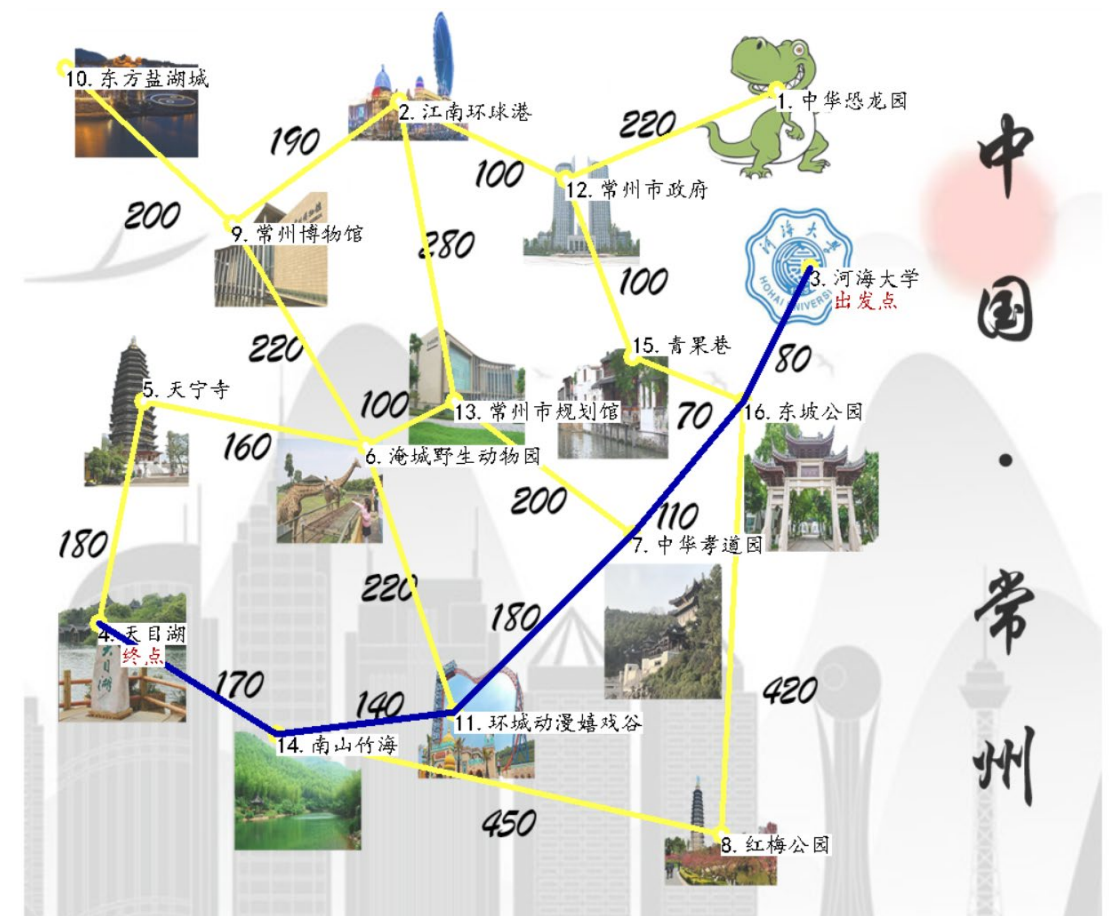 10.东方盐湖城
2.江南环球港
1.中华恐龙园
190
220
100
12.常州市政府
200
9.常州博物馆
280
100
河海大学
HOHAI UNIVERSI
3.河海大学
出发点
220
15.青果巷
80
5.天宁寺
100
13.常州市规划馆
70
16.东坡公园
160
6.淹城野生动物园
200
110
7.中华孝道园
180
220
180
4.天目湖
终点
170
140
11.环城动漫嬉戏谷
420
14.南山竹海
450
8.红梅公园
中国·常州